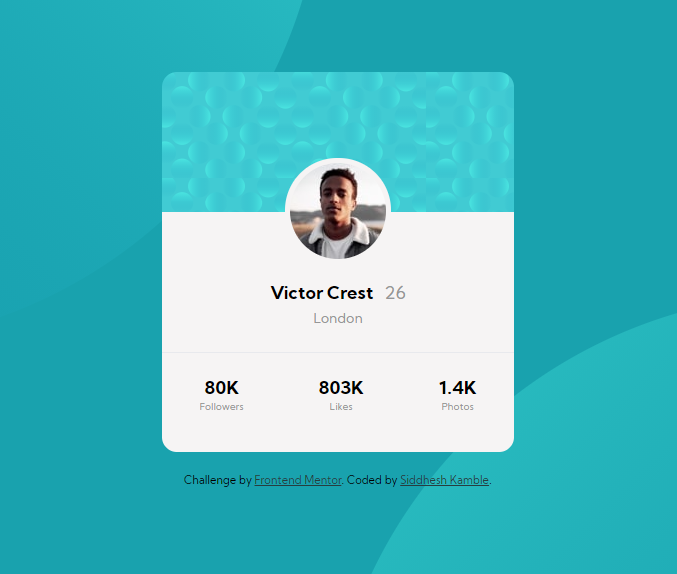 Victor Crest 26
London
80K 803K 1.4K
Followers Likes Photos
Challenge by Frontend Mentor. Coded by Siddhesh Kamble.